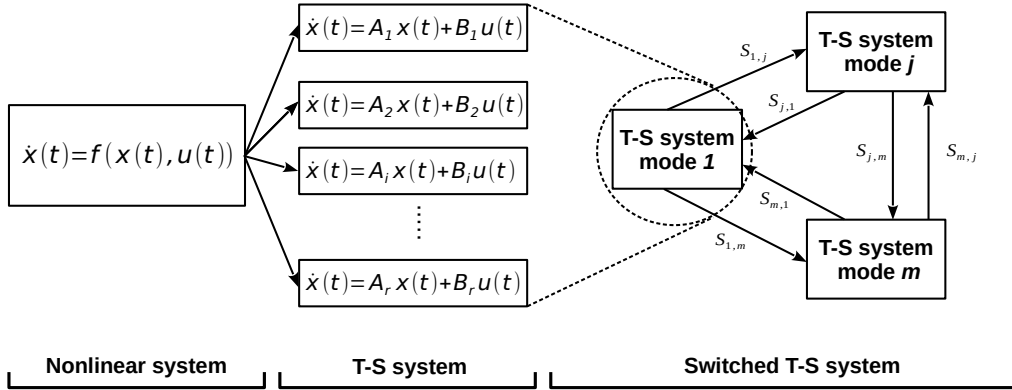 ẋ(t)=f(x(t),u(t))
ẋ(t)=A₁x(t)+B₁u(t)
ẋ(t)=A₂x(t)+B₂u(t)
ẋ(t)=Aᵢx(t)+Bᵢu(t)
ẋ(t)=Aᵣx(t)+Bᵣu(t)
T-S system
mode 1
T-S system
mode j
T-S system
mode m
S₁,ⱼ
Sⱼ,₁
Sⱼ,ₘ
Sₘ,ⱼ
Sₘ,₁
S₁,ₘ
Nonlinear system
T-S system
Switched T-S system